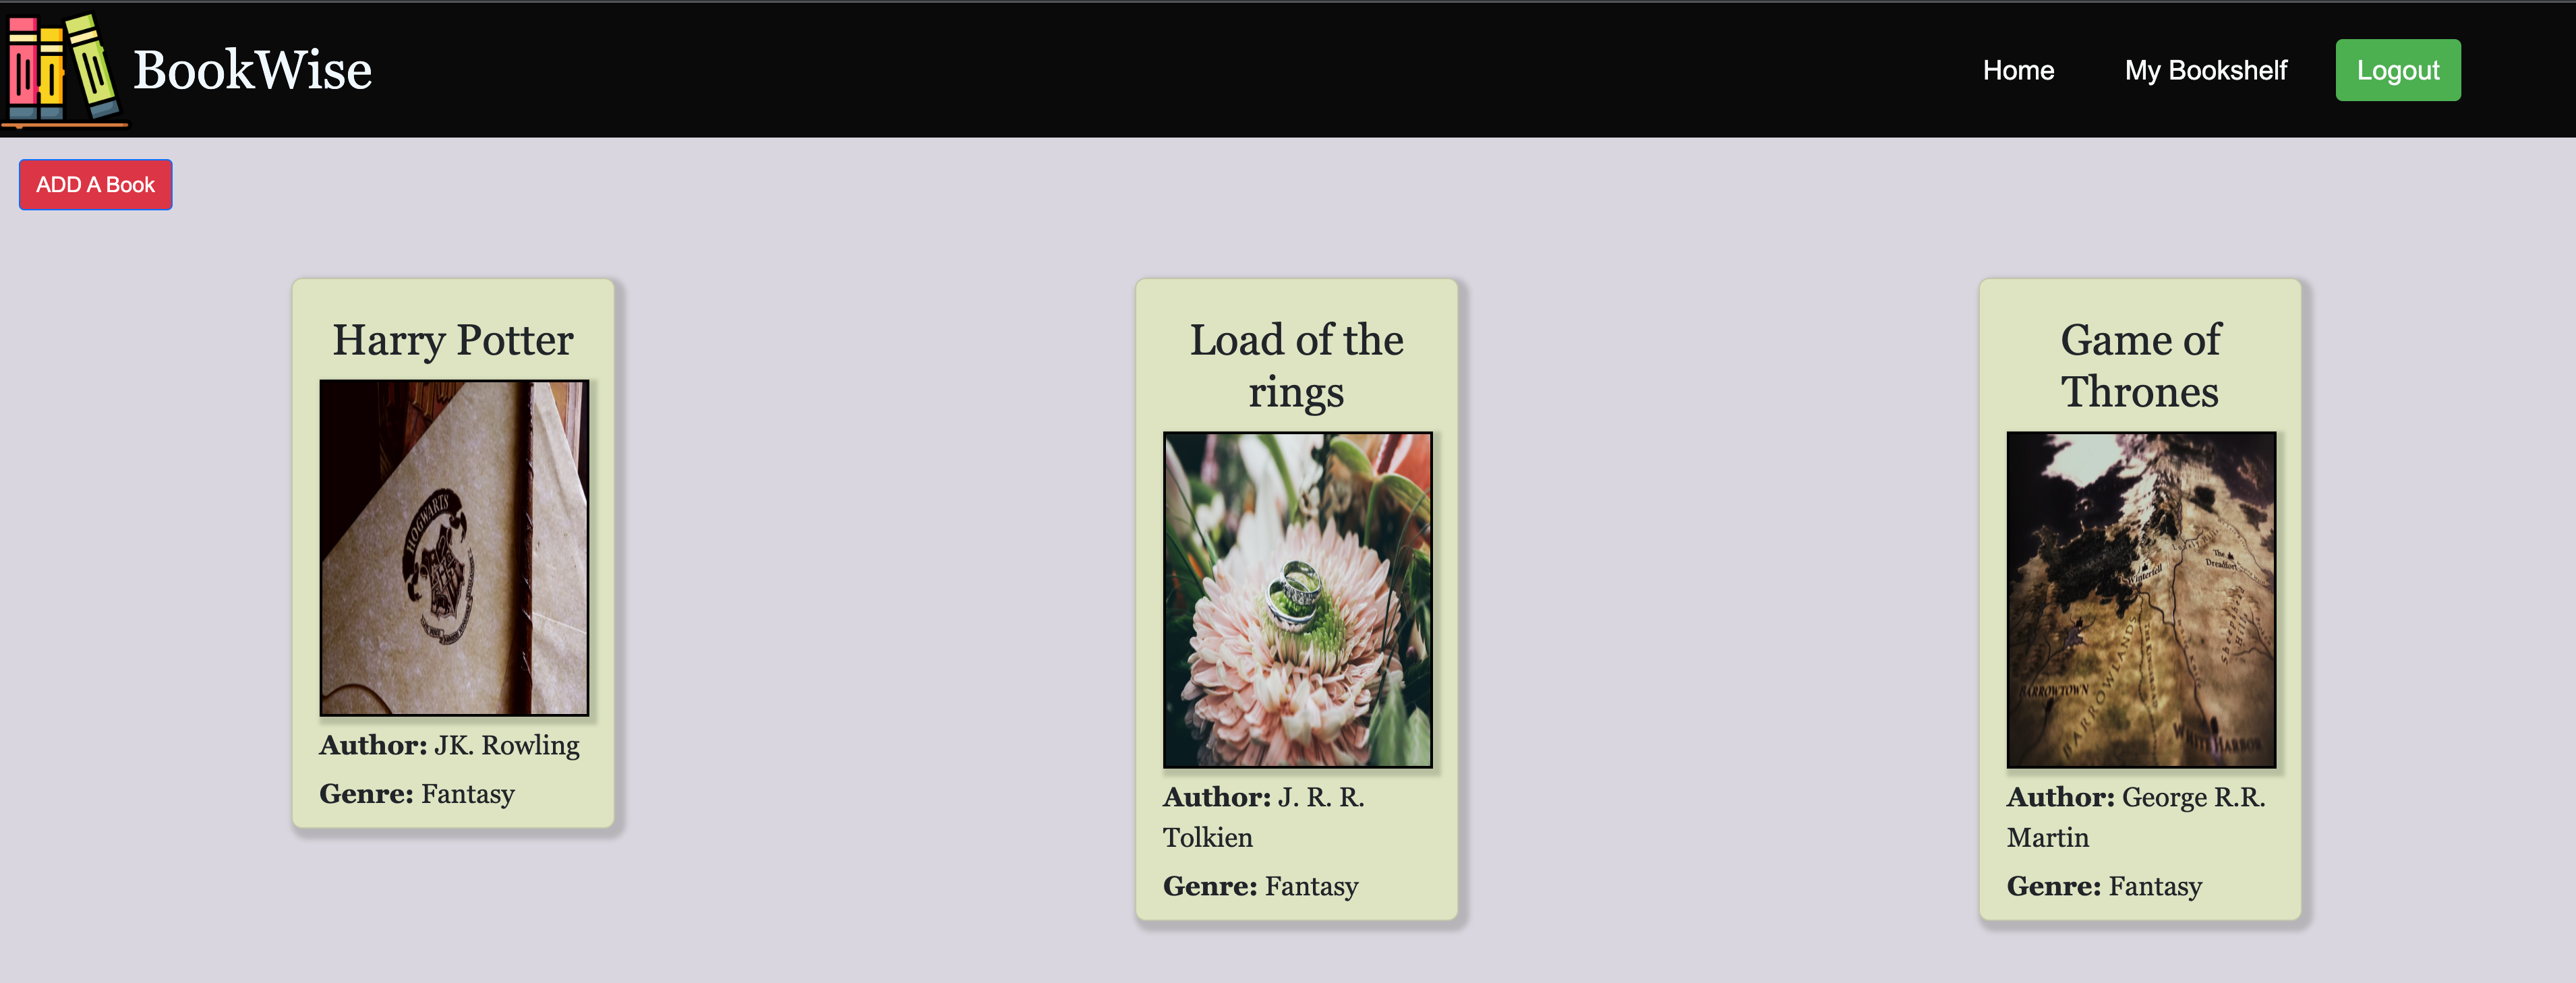 BookWise
Home
My Bookshelf
Logout
ADD A Book
Harry Potter
HOGWARTS
Author: JK. Rowling
Genre: Fantasy
Load of the
rings
Author: J. R. R.
Tolkien
Genre: Fantasy
Game of
Thrones
The
Dreadfort
Winterfell
BARROWTOWN
BARROWLANDS
WHITE HARBOR
Author: George R.R.
Martin
Genre: Fantasy